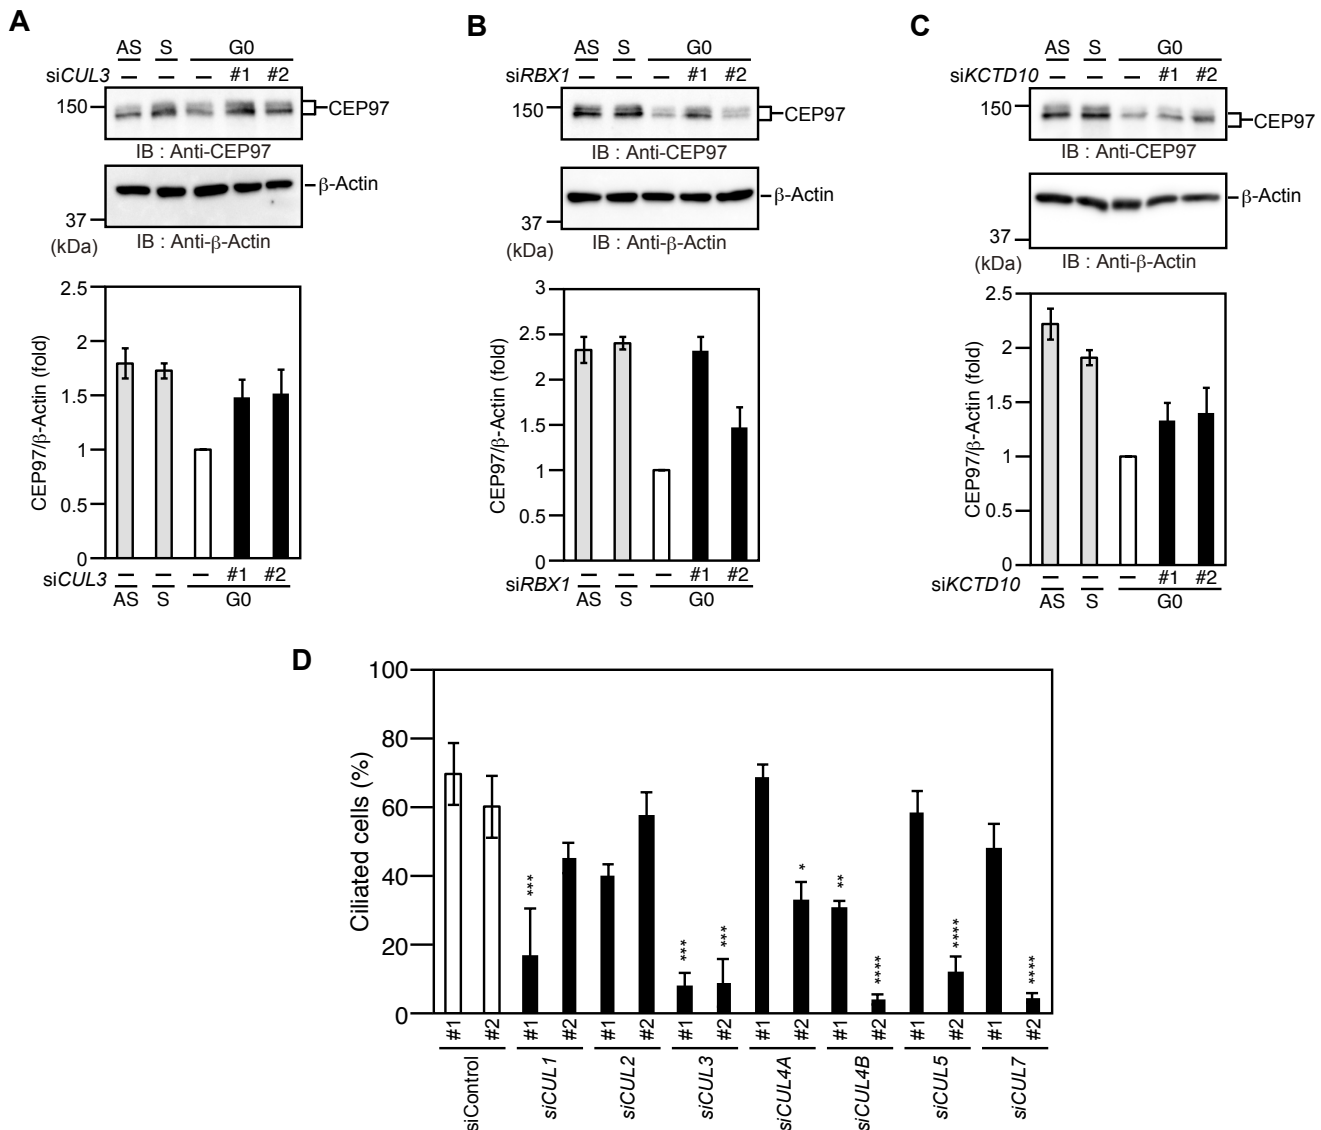 A
AS S G0
siCUL3 – – – #1 #2
150
CEP97
IB : Anti-CEP97
β-Actin
37
(kDa)
IB : Anti-β-Actin
CEP97/β-Actin (fold)
2.5
2
1.5
1
0.5
0
siCUL3 – – – #1 #2
AS S G0
B
AS S G0
siRBX1 – – – #1 #2
150
CEP97
IB : Anti-CEP97
β-Actin
37
(kDa)
IB : Anti-β-Actin
CEP97/β-Actin (fold)
3
2.5
2
1.5
1
0.5
0
siRBX1 – – – #1 #2
AS S G0
C
AS S G0
siKCTD10 – – – #1 #2
150
CEP97
IB : Anti-CEP97
β-Actin
37
(kDa)
IB : Anti-β-Actin
CEP97/β-Actin (fold)
2.5
2
1.5
1
0.5
0
siKCTD10 – – – #1 #2
AS S G0
D
Ciliated cells (%)
100
80
60
40
20
0
*** *** *** * ** **** **** ****
#1 #2 #1 #2 #1 #2 #1 #2 #1 #2 #1 #2 #1 #2 #1 #2
siControl siCUL1 siCUL2 siCUL3 siCUL4A siCUL4B siCUL5 siCUL7